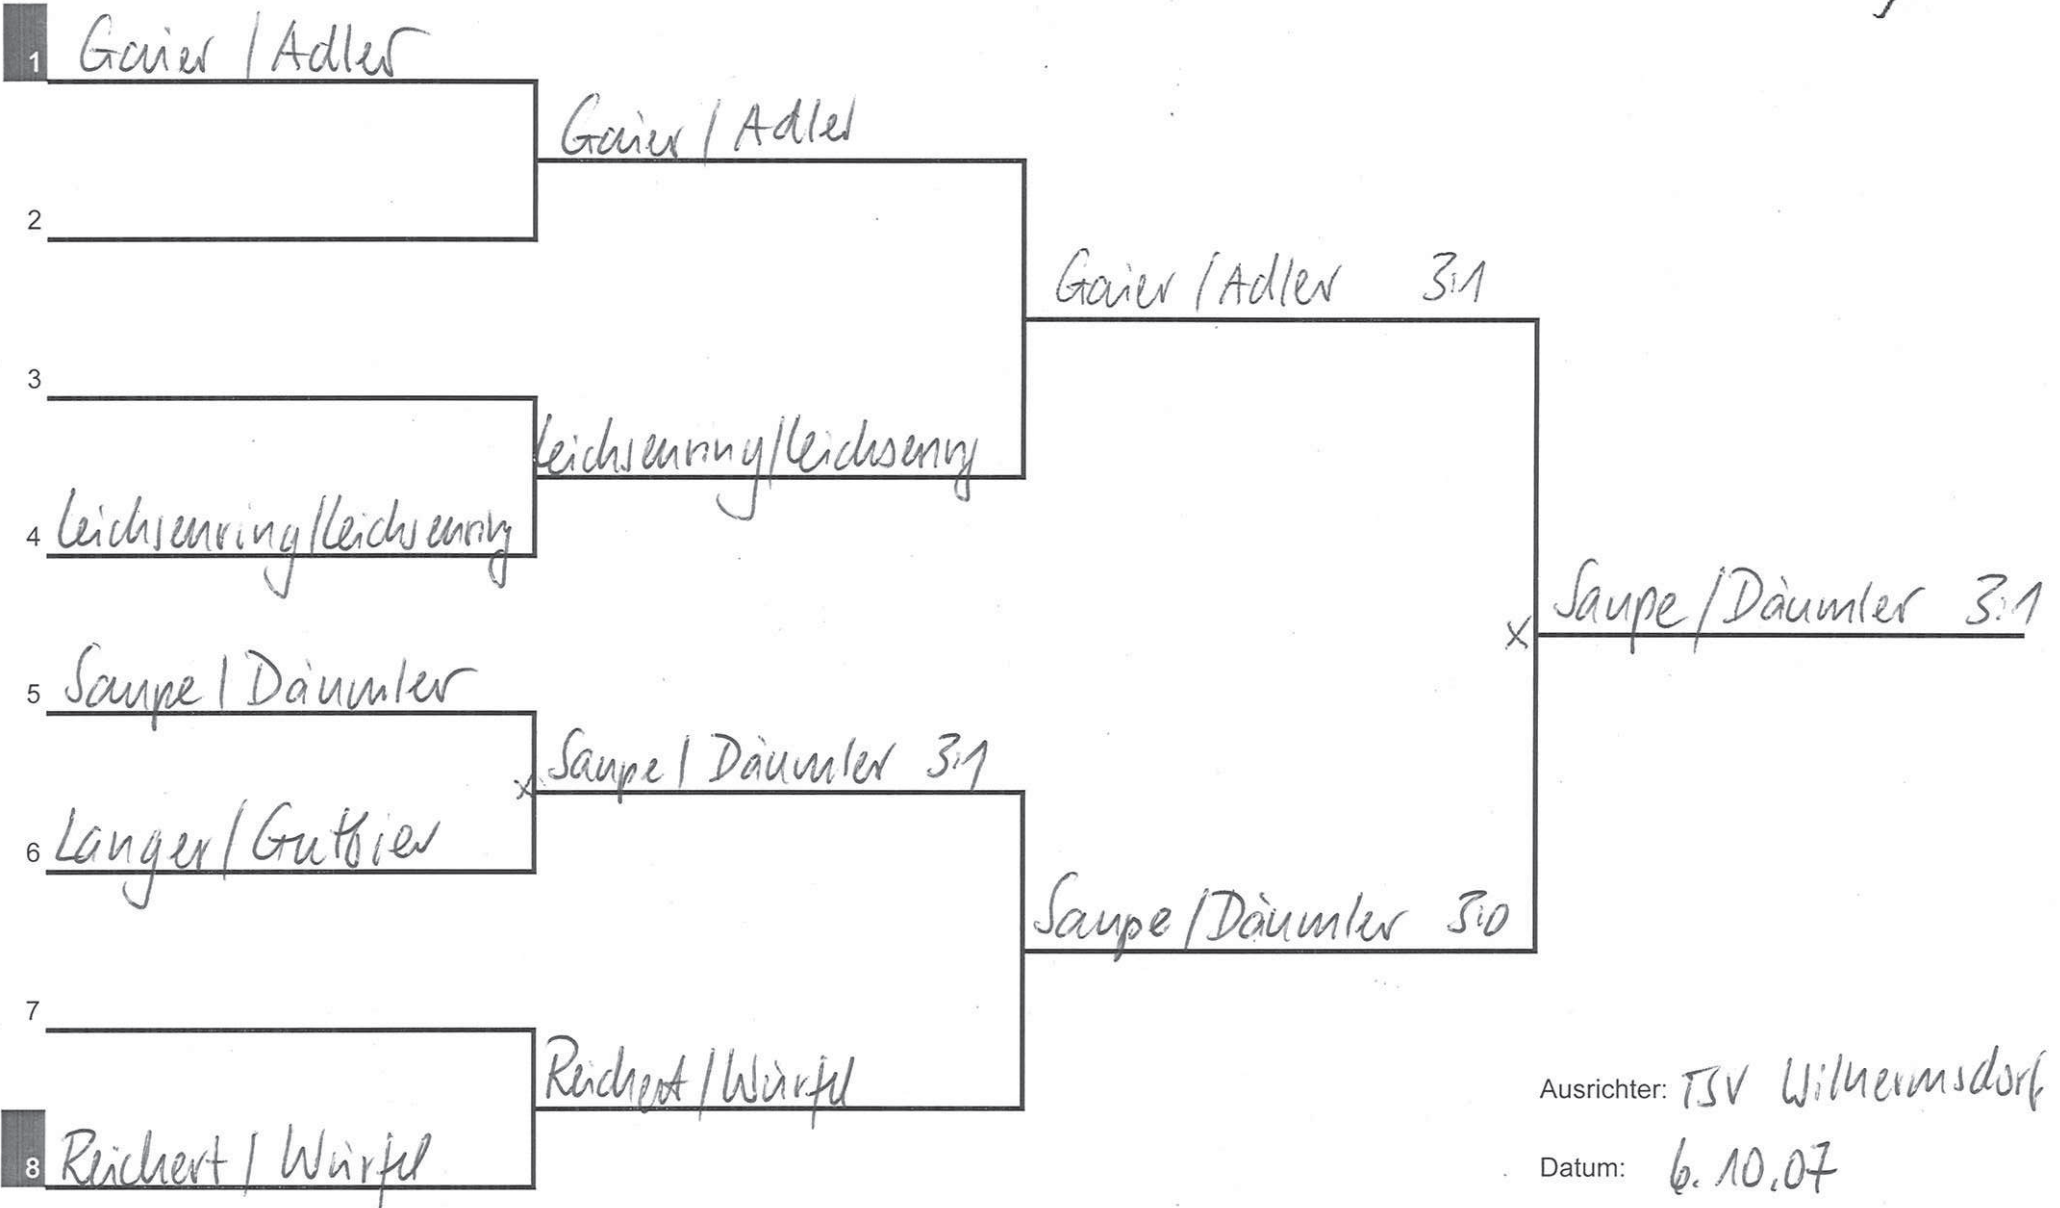 1 Gaier / Adler
Gaier / Adler
2
Gaier / Adler 3:1
3
Leichsenring/Leichsenrg
4 Leichsenring/Leichsenring
Saupe / Däumler 3:1
x
5 Saupe / Däumler
Saupe / Däumler 3:1
x
6 Langer / Guthier
Saupe / Däumler 3:0
7
Reichert / Würfel
Ausrichter: TSV Wilhermsdorf
8 Reichert / Würfel
Datum: 6.10.07